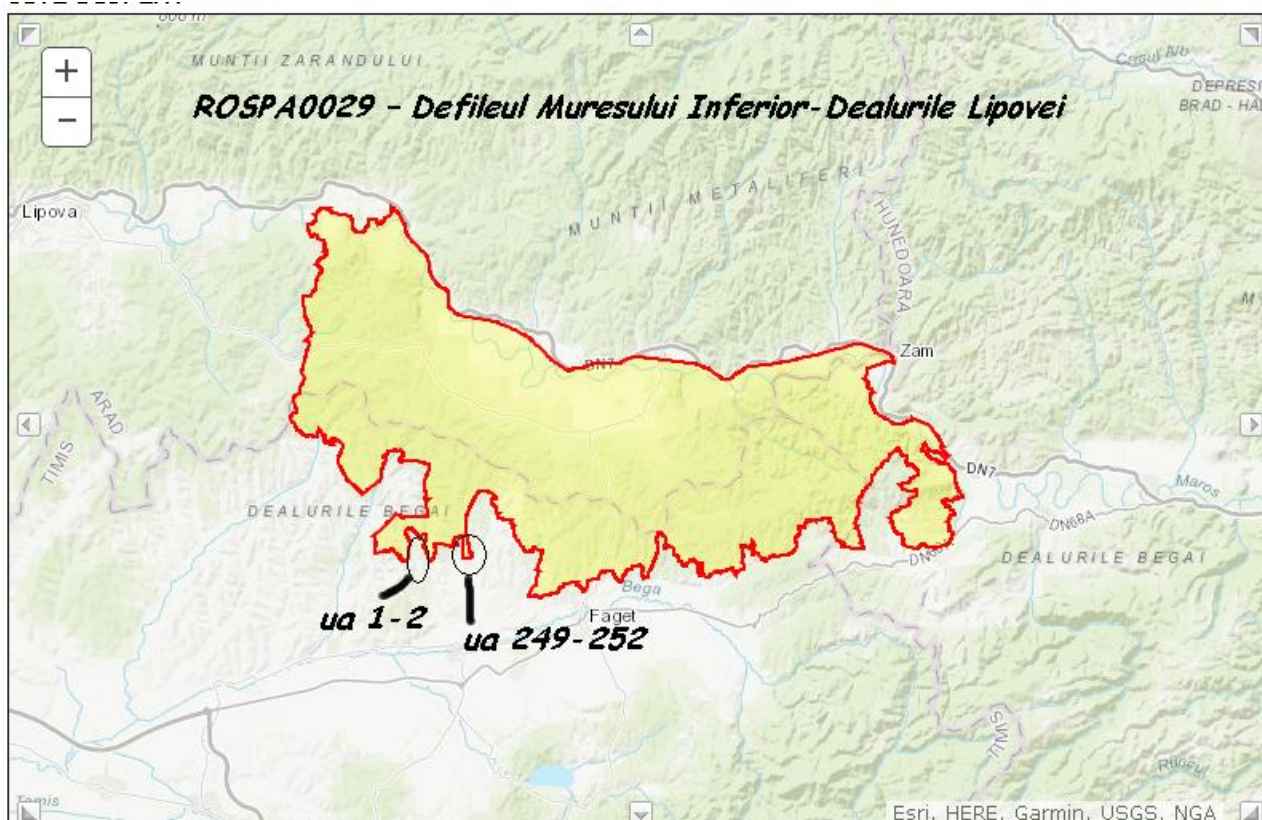 MUNTII ZARANDULUI
Crisul Alb
+
−
ROSPA0029 - Defileul Muresului Inferior-Dealurile Lipovei
DEPRESI
BRAD - HA
MUNTII METALIFERI
HUNEDOARA
Lipova
M
DN7
Zam
ARAD
TIMIS
DN7
Maros
DEALURILE BEGAI
DN68A
DN68A
DEALURILE BEGAI
Bega
ua 1-2
Faget
ua 249-252
TIMIS
Timis
Esri, HERE, Garmin, USGS, NGA